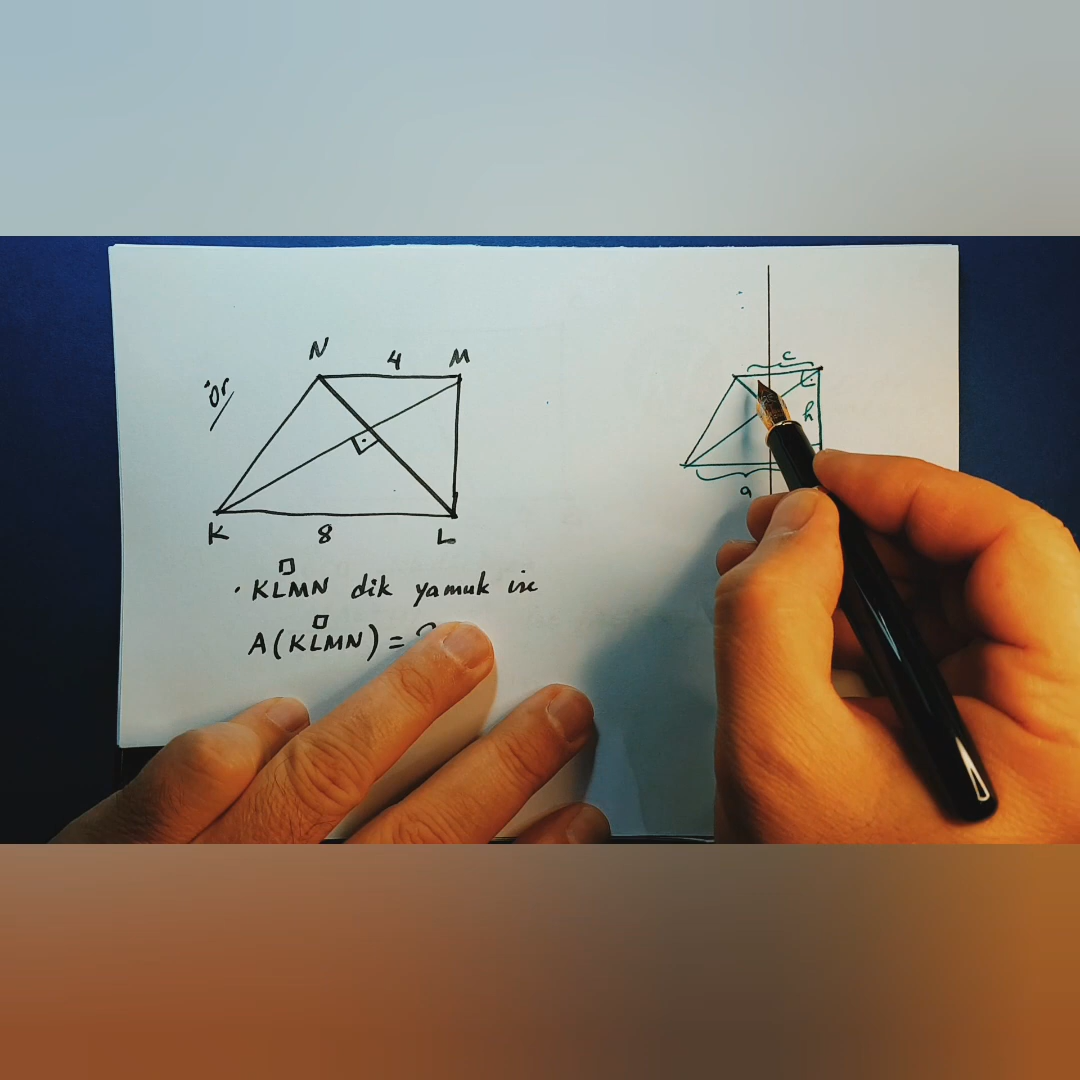 Ör
N 4 M
K 8 L
. KLMN dik yamuk ise
A(KLMN) = ?
c
h
a